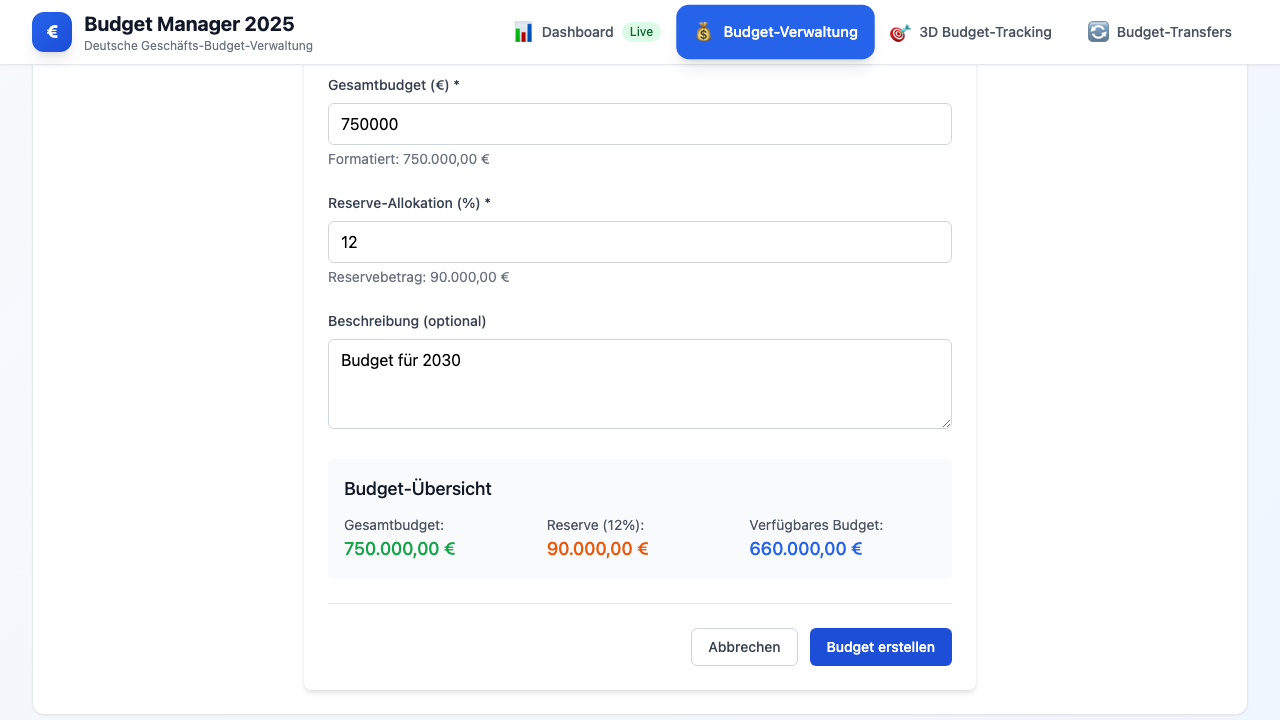 €
Budget Manager 2025
Deutsche Geschäfts-Budget-Verwaltung
Dashboard
Live
Budget-Verwaltung
3D Budget-Tracking
Budget-Transfers
Gesamtbudget (€) *
750000
Formatiert: 750.000,00 €
Reserve-Allokation (%) *
12
Reservebetrag: 90.000,00 €
Beschreibung (optional)
Budget für 2030
Budget-Übersicht
Gesamtbudget:
750.000,00 €
Reserve (12%):
90.000,00 €
Verfügbares Budget:
660.000,00 €
Abbrechen
Budget erstellen